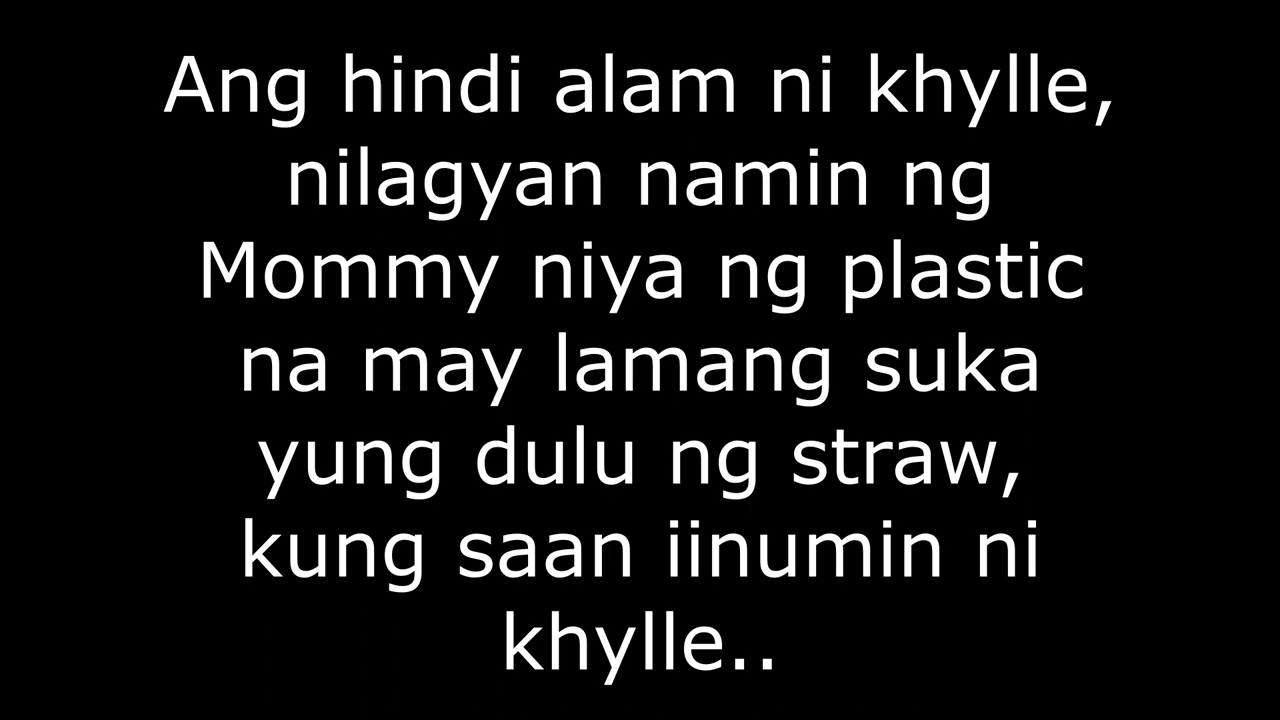 Ang hindi alam ni khylle,
nilagyan namin ng
Mommy niya ng plastic
na may lamang suka
yung dulu ng straw,
kung saan iinumin ni
khylle..